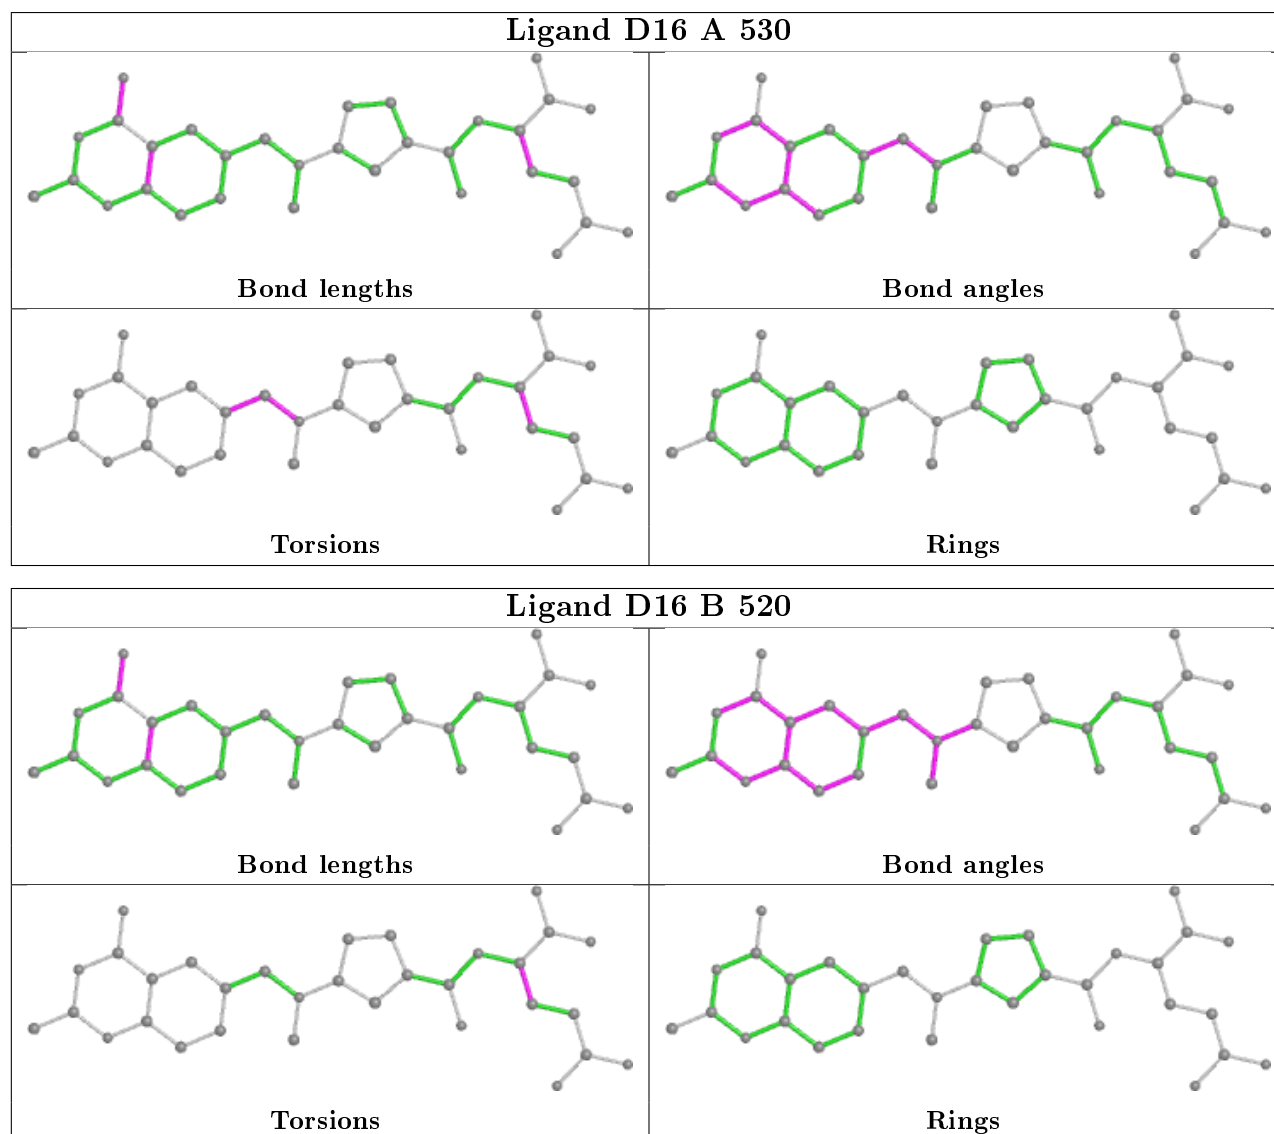 Ligand D16 A 530
Bond lengths
Bond angles
Torsions
Rings
Ligand D16 B 520
Bond lengths
Bond angles
Torsions
Rings